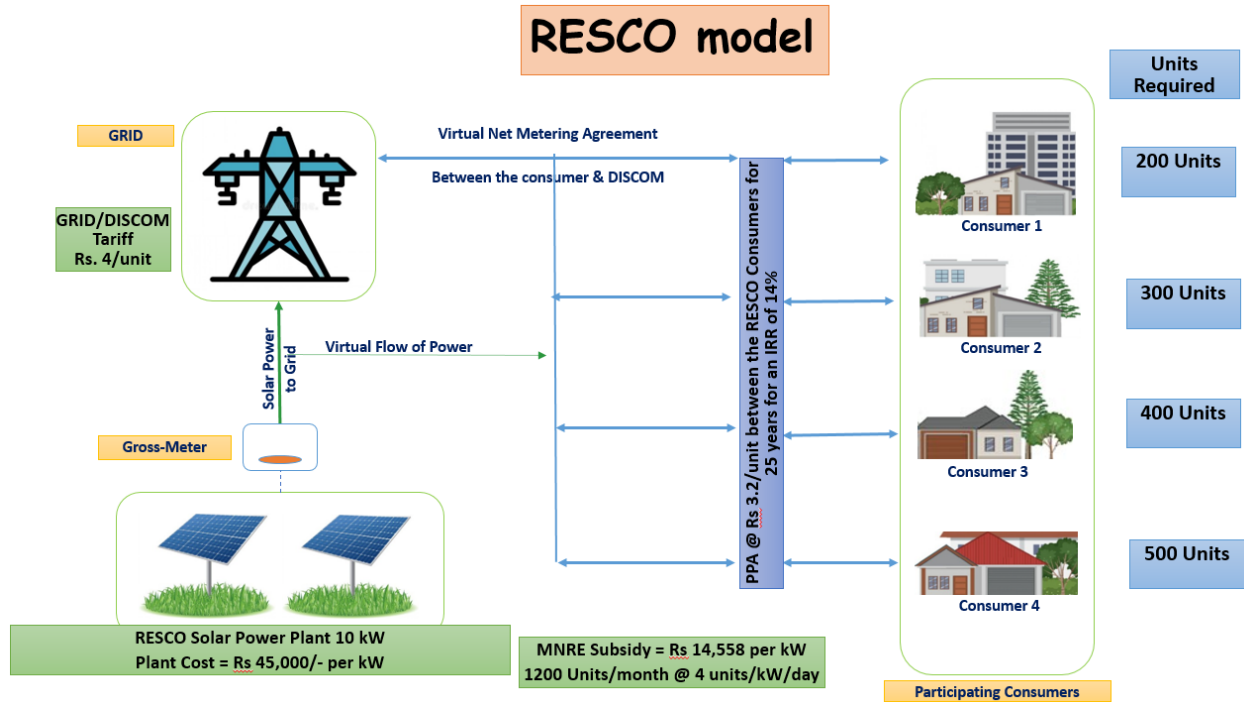 RESCO model
Units
Required
GRID
Virtual Net Metering Agreement
Between the consumer & DISCOM
200 Units
GRID/DISCOM
Tariff
Rs. 4/unit
Consumer 1
300 Units
Solar Power
to Grid
Virtual Flow of Power
PPA @ Rs 3.2/unit between the RESCO Consumers for
25 years for an IRR of 14%
Consumer 2
400 Units
Gross-Meter
Consumer 3
500 Units
Consumer 4
RESCO Solar Power Plant 10 kW
Plant Cost = Rs 45,000/- per kW
MNRE Subsidy = Rs 14,558 per kW
1200 Units/month @ 4 units/kW/day
Participating Consumers